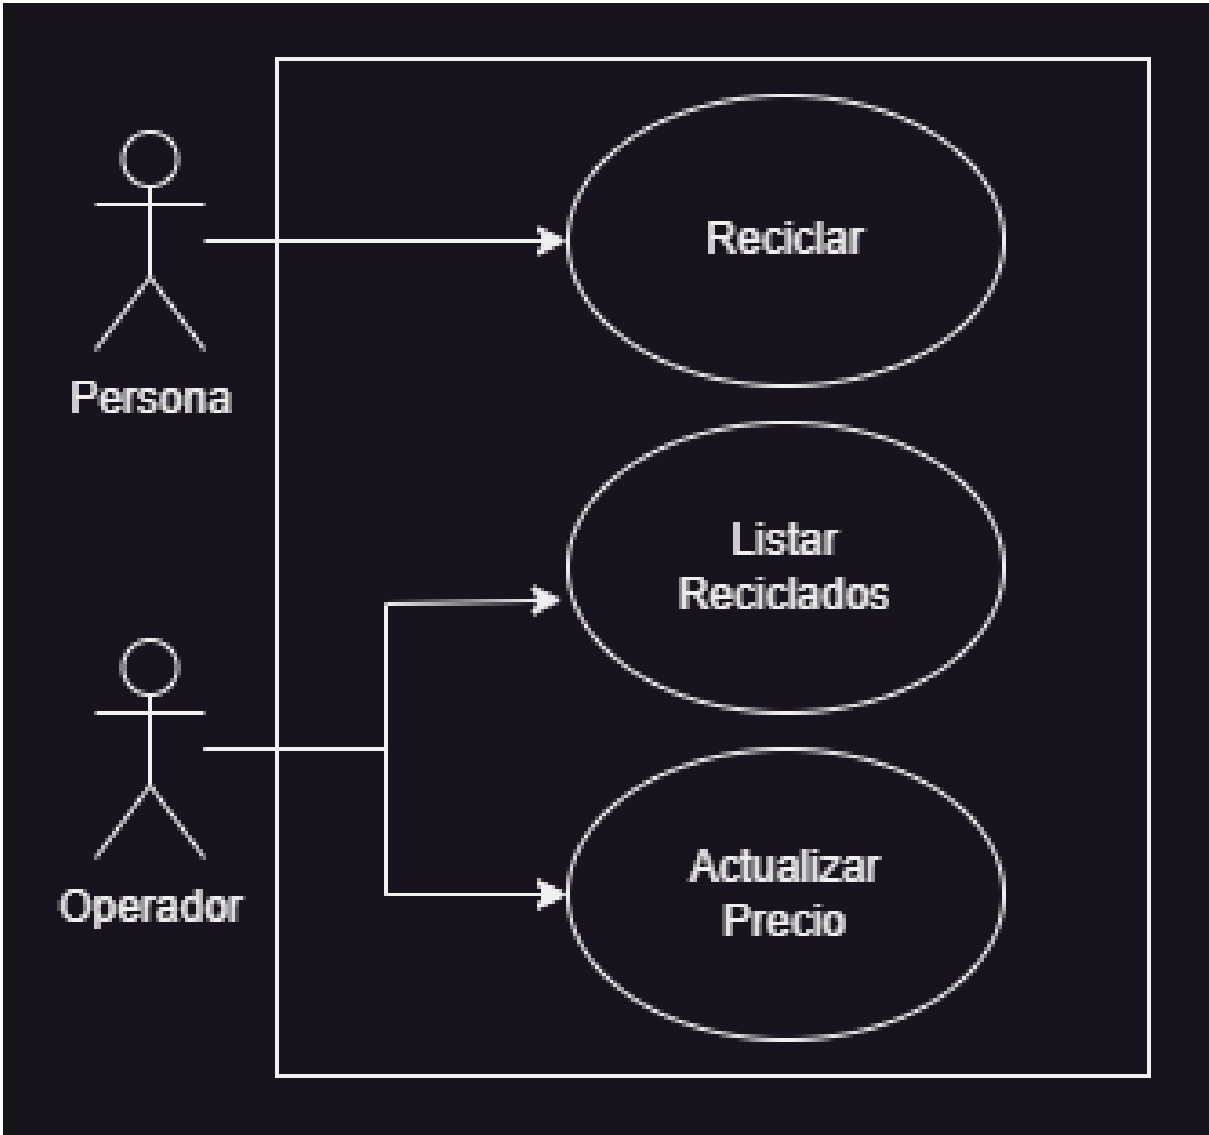 Reciclar
Persona
Listar
Reciclados
Operador
Actualizar
Precio